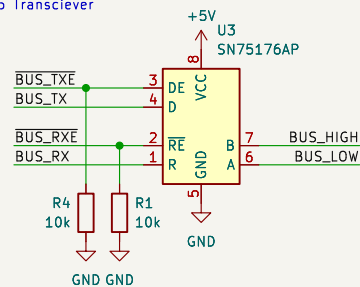 o Transciever
+5V
U3
SN75176AP
8
VCC
BUS_TXE
3
DE
BUS_TX
4
D
BUS_RXE
2
RE
B
7
BUS_HIGH
BUS_RX
1
R
A
6
BUS_LOW
GND
5
R4
10k
R1
10k
GND
GND
GND